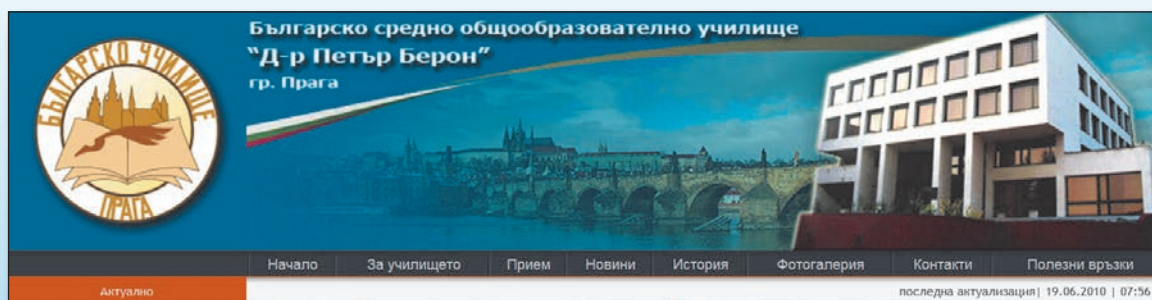 Българско средно общообразователно училище
“Д-р Петър Берон”
гр. Прага
БЪЛГАРСКО УЧИЛИЩЕ
ПРАГА
Начало За училището Прием Новини История Фотогалерия Контакти Полезни връзки
Актуално
последна актуализация| 19.06.2010 | 07:56